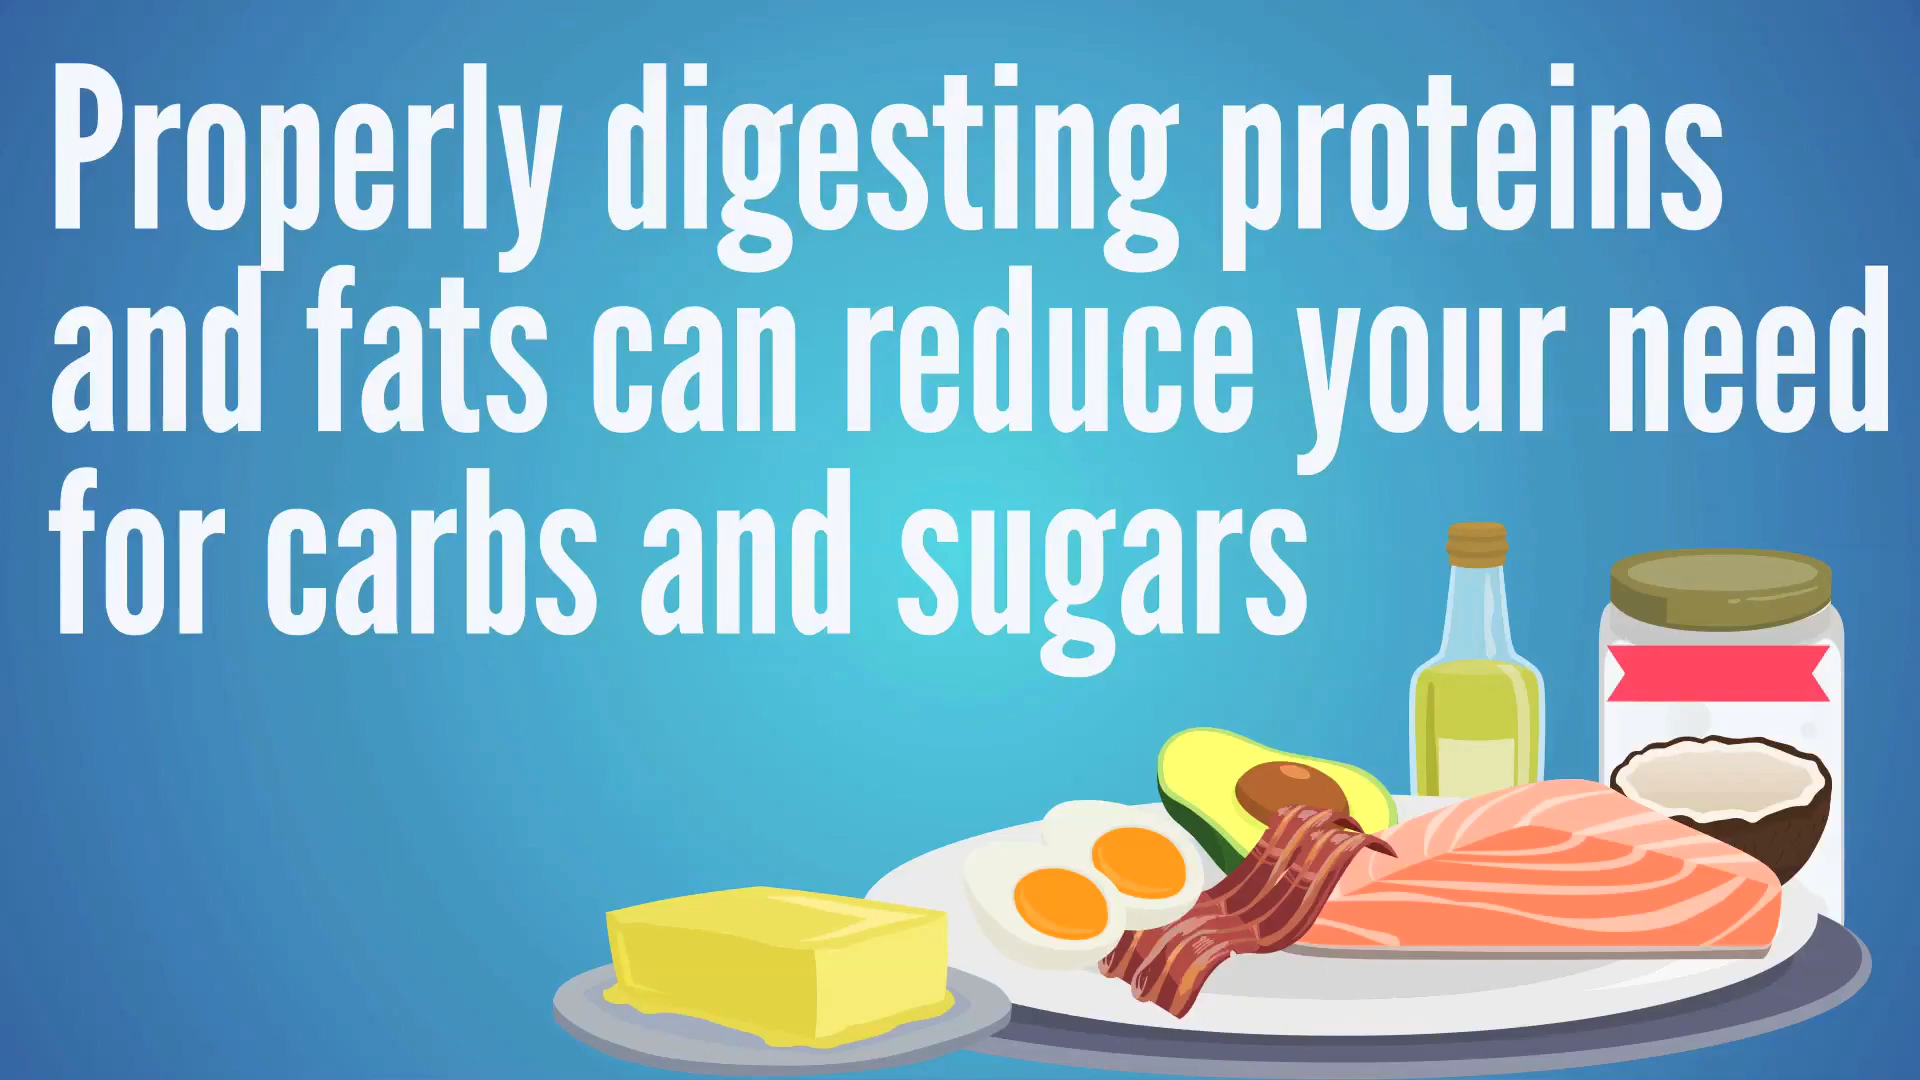 Properly digesting proteins
and fats can reduce your need
for carbs and sugars